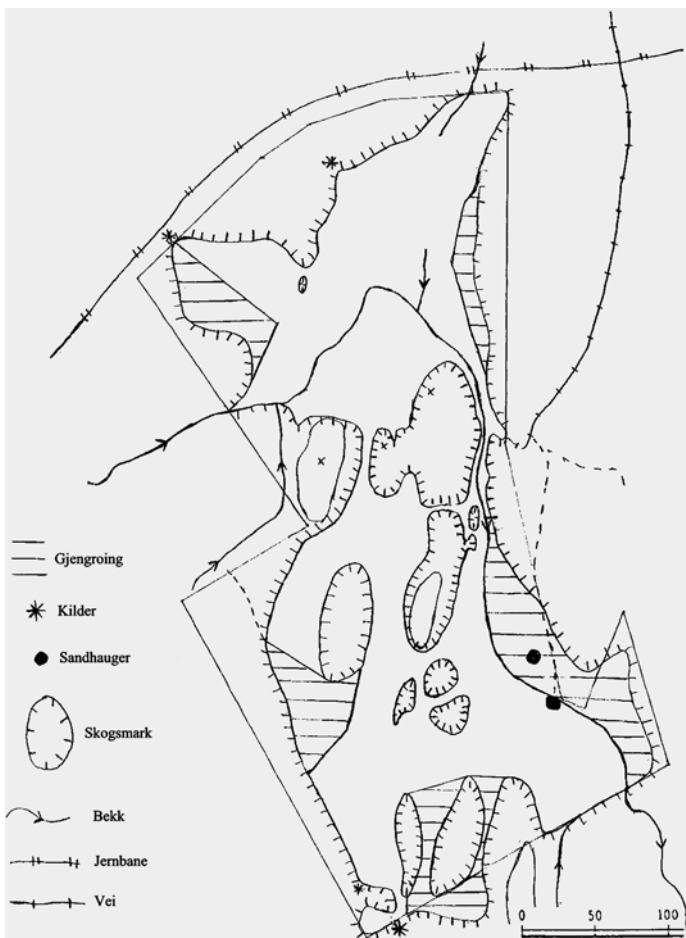 Gjengroing
Kilder
Sandhauger
Skogsmark
Bekk
Jernbane
Vei
0 50 100